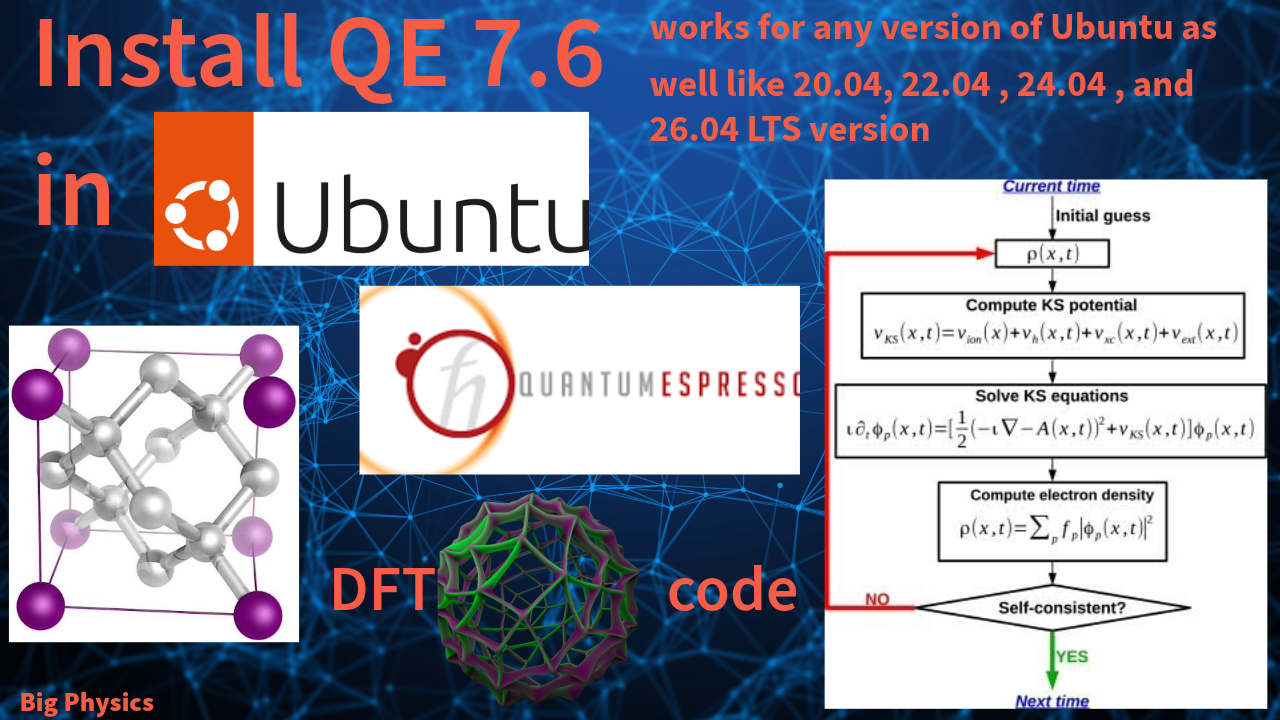 Install QE 7.6
in
Ubuntu
works for any version of Ubuntu as
well like 20.04, 22.04 , 24.04 , and
26.04 LTS version
QUANTUMESPRESSO
DFT
code
Big Physics
Current time
Initial guess
ρ(x,t)
Compute KS potential
v_KS(x,t)=v_ion(x)+v_h(x,t)+v_xc(x,t)+v_ext(x,t)
Solve KS equations
ι∂_tϕ_p(x,t)=[1/2(−ι∇−A(x,t))²+v_KS(x,t)]ϕ_p(x,t)
Compute electron density
ρ(x,t)=∑_p f_p|ϕ_p(x,t)|²
Self-consistent?
NO
YES
Next time